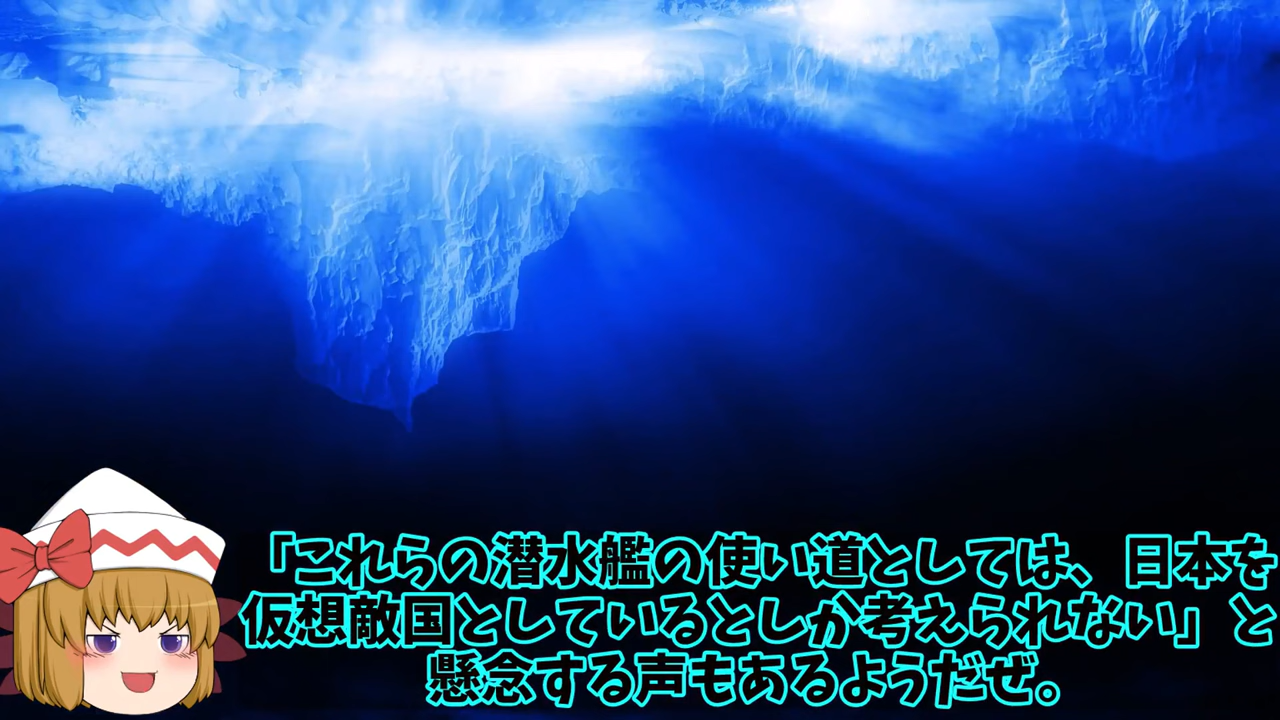 「これらの潜水艦の使い道としては、日本を
仮想敵国としているとしか考えられない」と
懸念する声もあるようだぜ。